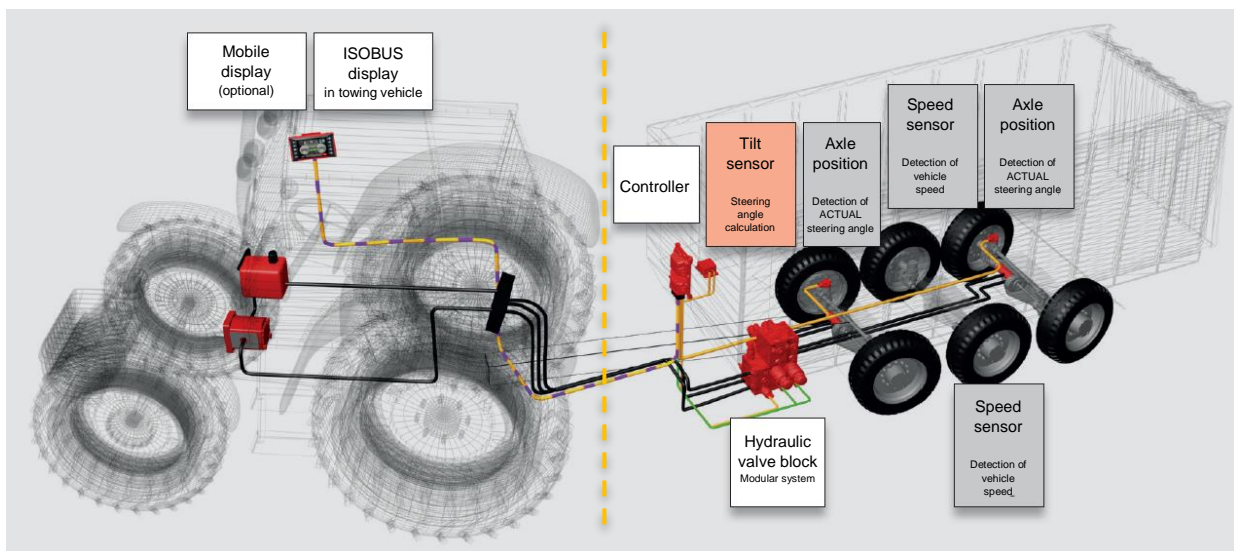 Mobile
display
(optional)
ISOBUS
display
in towing vehicle
Controller
Tilt
sensor
Steering
angle
calculation
Axle
position
Detection of
ACTUAL
steering angle
Speed
sensor
Detection of
vehicle
speed
Axle
position
Detection of
ACTUAL
steering angle
Hydraulic
valve block
Modular system
Speed
sensor
Detection of
vehicle
speed